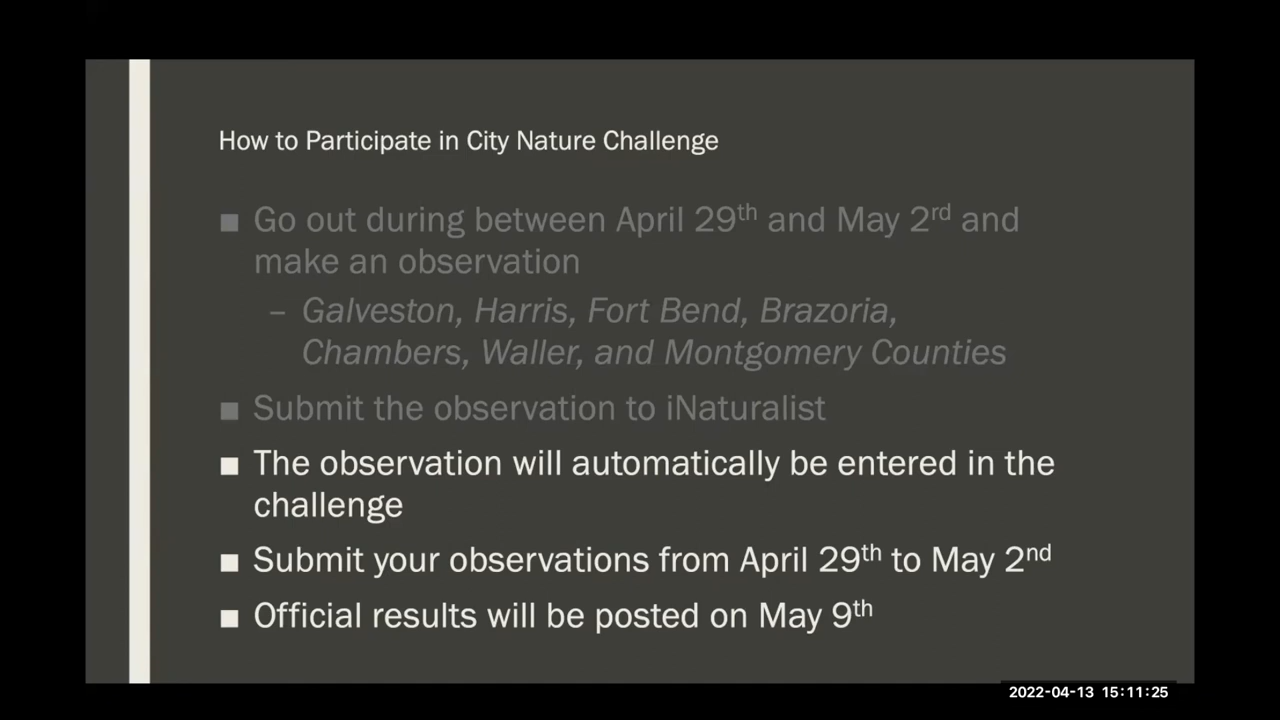 How to Participate in City Nature Challenge
■ Go out during between April 29th and May 2rd and
make an observation
– Galveston, Harris, Fort Bend, Brazoria,
Chambers, Waller, and Montgomery Counties
■ Submit the observation to iNaturalist
■ The observation will automatically be entered in the
challenge
■ Submit your observations from April 29th to May 2nd
■ Official results will be posted on May 9th
2022-04-13 15:11:25